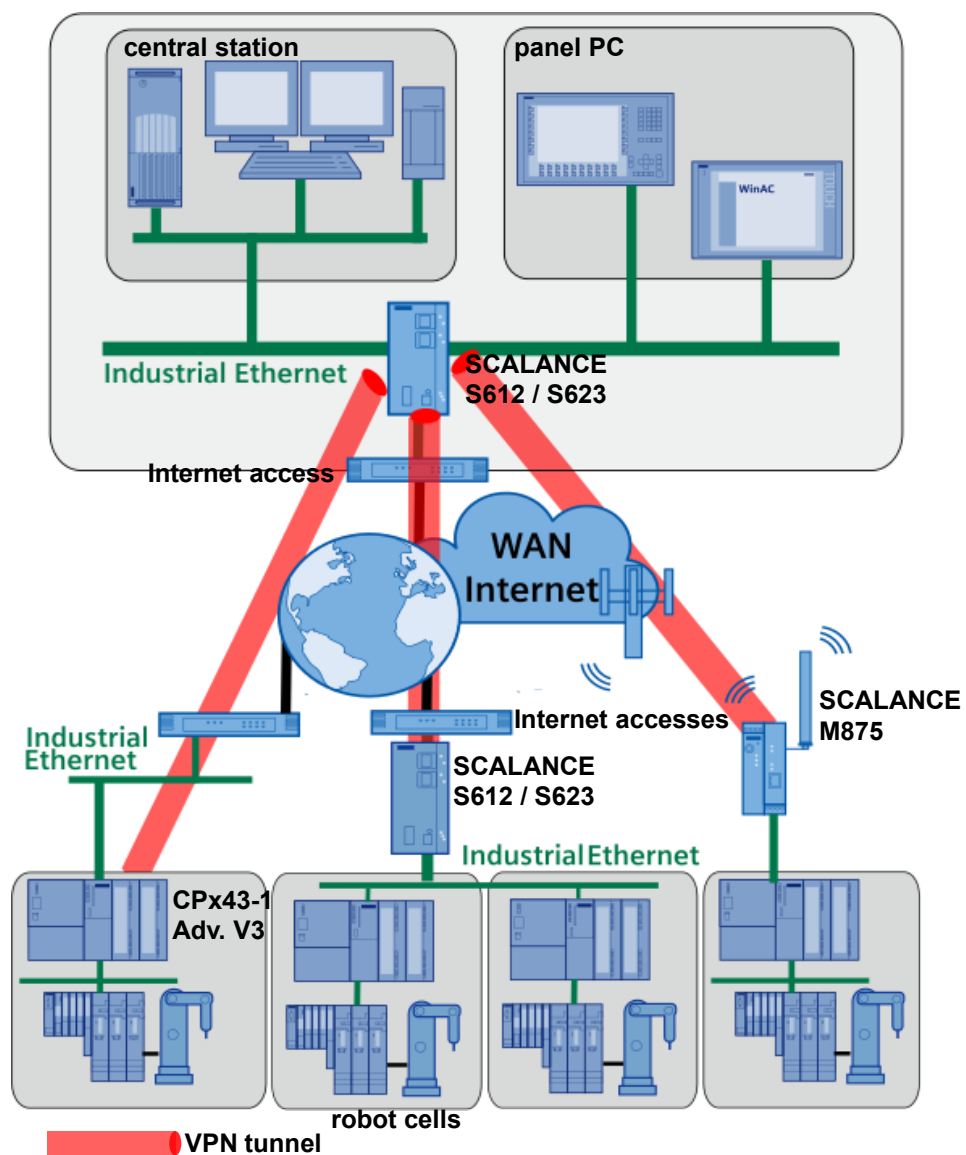 central station
panel PC
WinAC
TOUCH
Industrial Ethernet
SCALANCE
S612 / S623
Internet access
WAN
Internet
Internet accesses
SCALANCE
M875
Industrial
Ethernet
SCALANCE
S612 / S623
Industrial Ethernet
CPx43-1
Adv. V3
robot cells
VPN tunnel